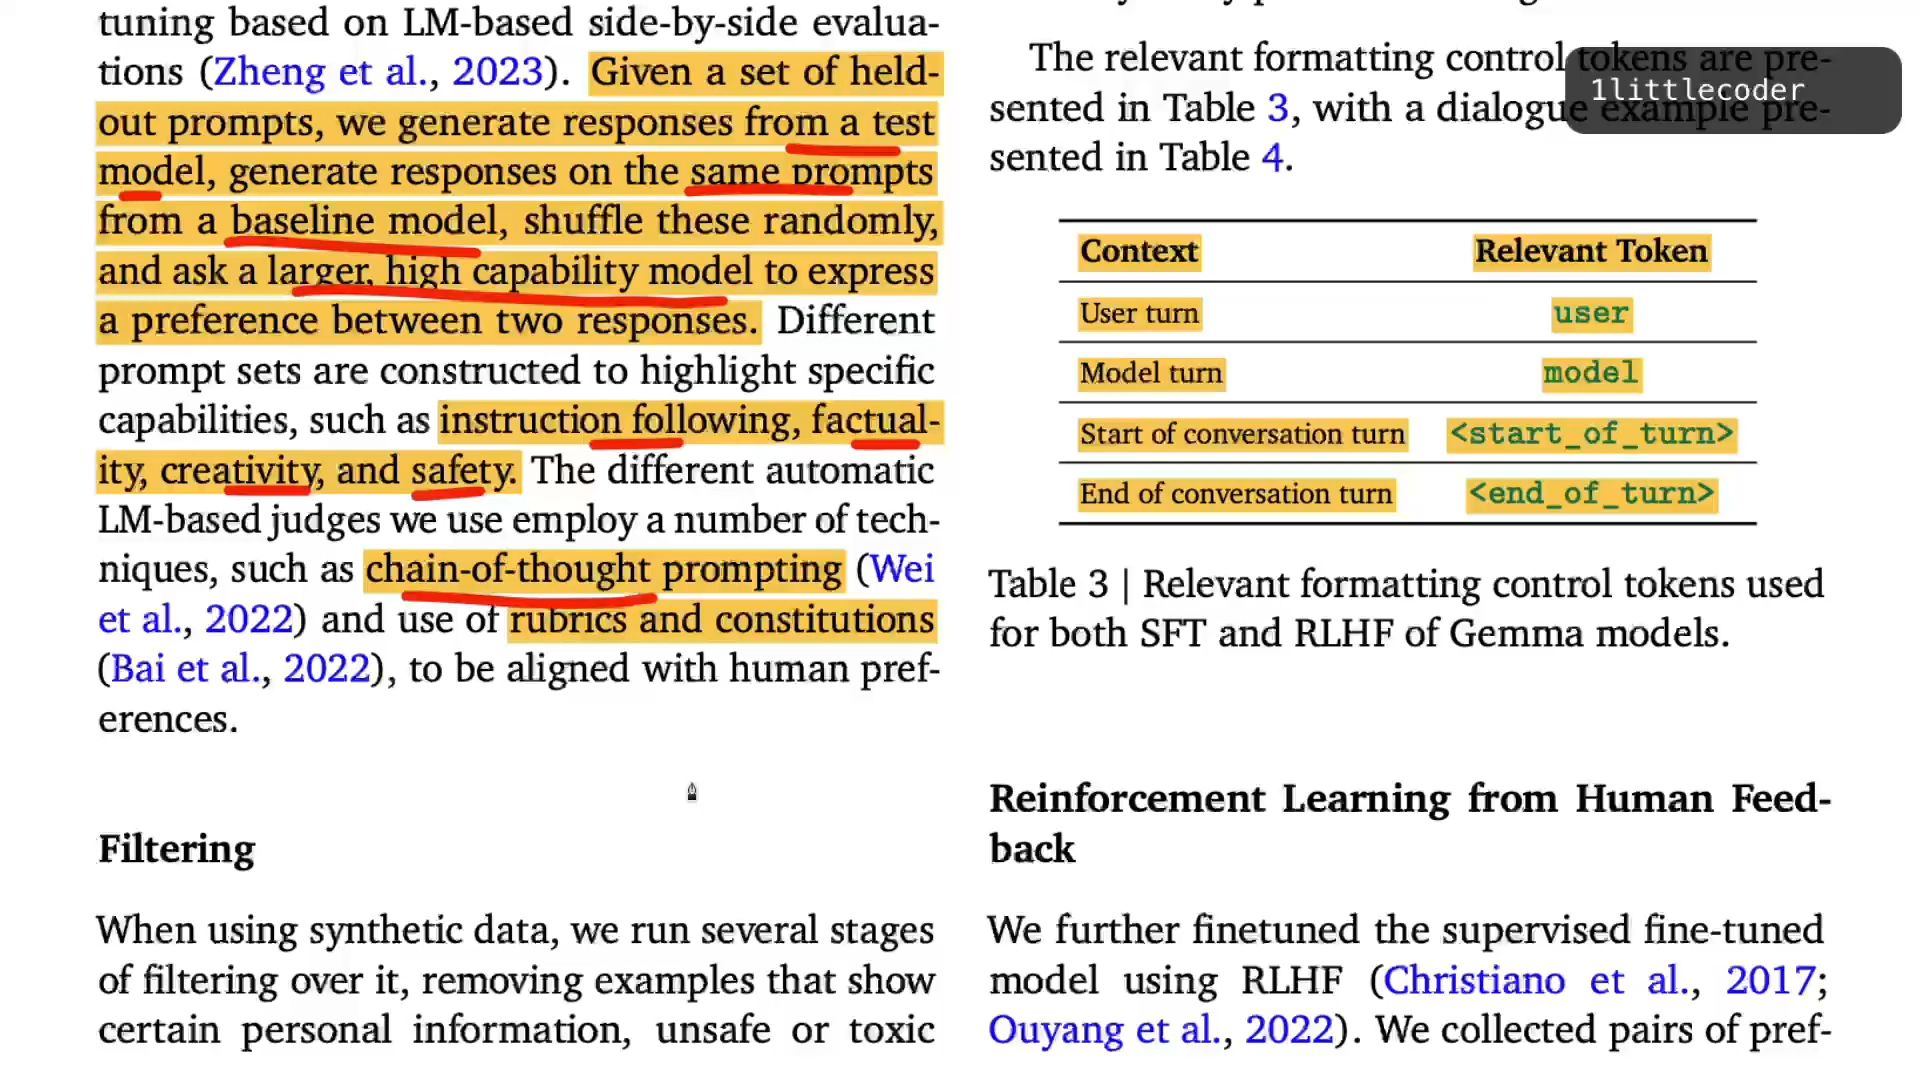 tuning based on LM-based side-by-side evalua-
tions (Zheng et al., 2023). Given a set of held-
out prompts, we generate responses from a test
model, generate responses on the same prompts
from a baseline model, shuffle these randomly,
and ask a larger, high capability model to express
a preference between two responses. Different
prompt sets are constructed to highlight specific
capabilities, such as instruction following, factual-
ity, creativity, and safety. The different automatic
LM-based judges we use employ a number of tech-
niques, such as chain-of-thought prompting (Wei
et al., 2022) and use of rubrics and constitutions
(Bai et al., 2022), to be aligned with human pref-
erences.
Filtering
When using synthetic data, we run several stages
of filtering over it, removing examples that show
certain personal information, unsafe or toxic
The relevant formatting control tokens are pre-
sented in Table 3, with a dialogue example pre-
sented in Table 4.
1littlecoder
Context Relevant Token
User turn user
Model turn model
Start of conversation turn <start_of_turn>
End of conversation turn <end_of_turn>
Table 3 | Relevant formatting control tokens used
for both SFT and RLHF of Gemma models.
Reinforcement Learning from Human Feed-
back
We further finetuned the supervised fine-tuned
model using RLHF (Christiano et al., 2017;
Ouyang et al., 2022). We collected pairs of pref-